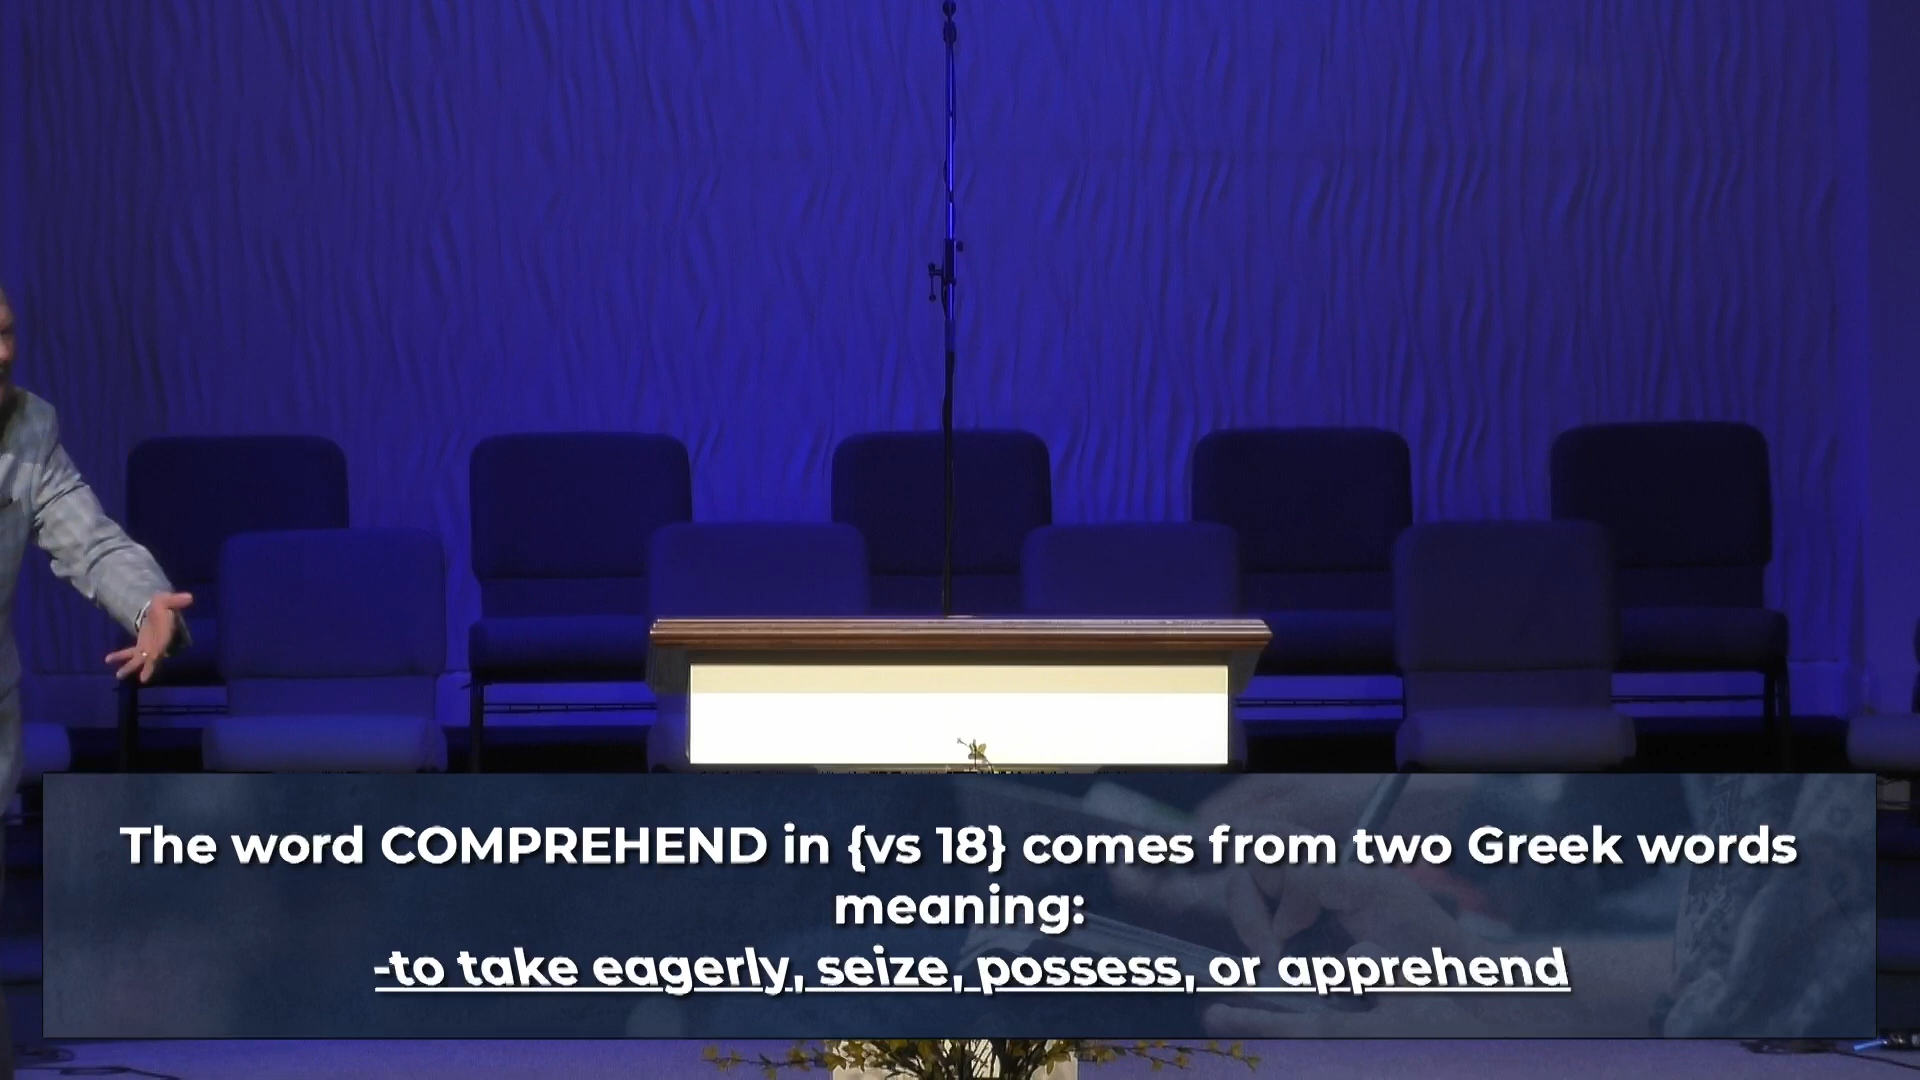 The word COMPREHEND in {vs 18} comes from two Greek words
meaning:
-to take eagerly, seize, possess, or apprehend